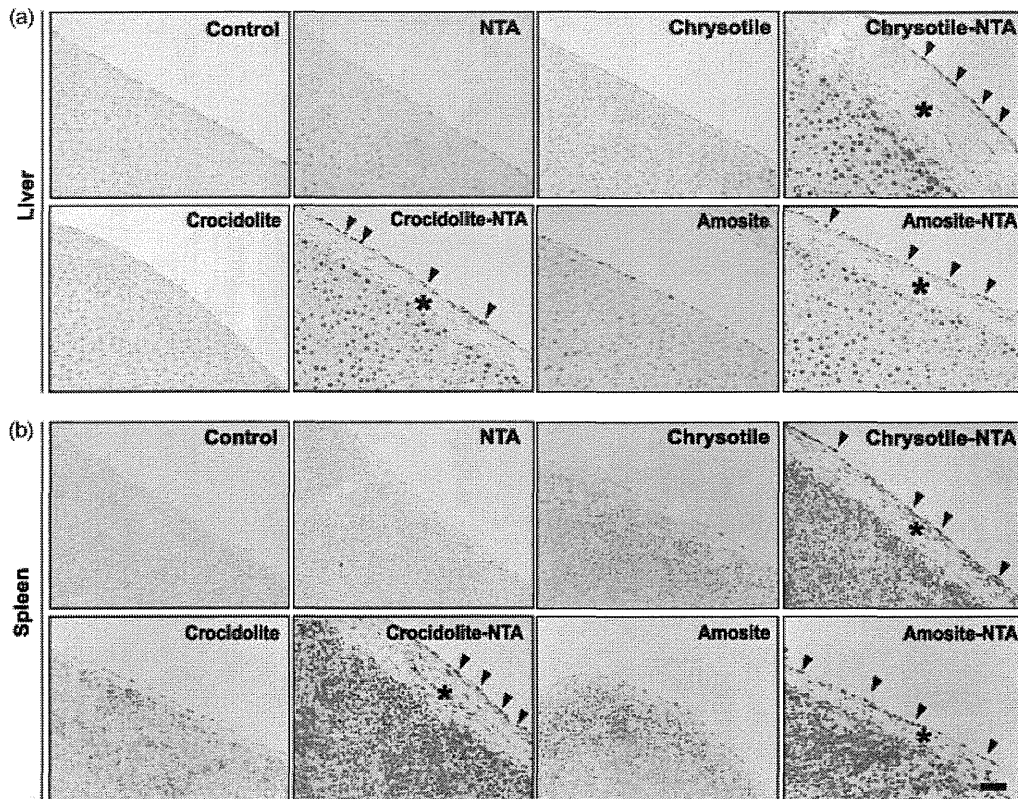 (a)
Control
NTA
Chrysotile
Chrysotile-NTA
Liver
Crocidolite
Crocidolite-NTA
Amosite
Amosite-NTA
(b)
Control
NTA
Chrysotile
Chrysotile-NTA
Spleen
Crocidolite
Crocidolite-NTA
Amosite
Amosite-NTA